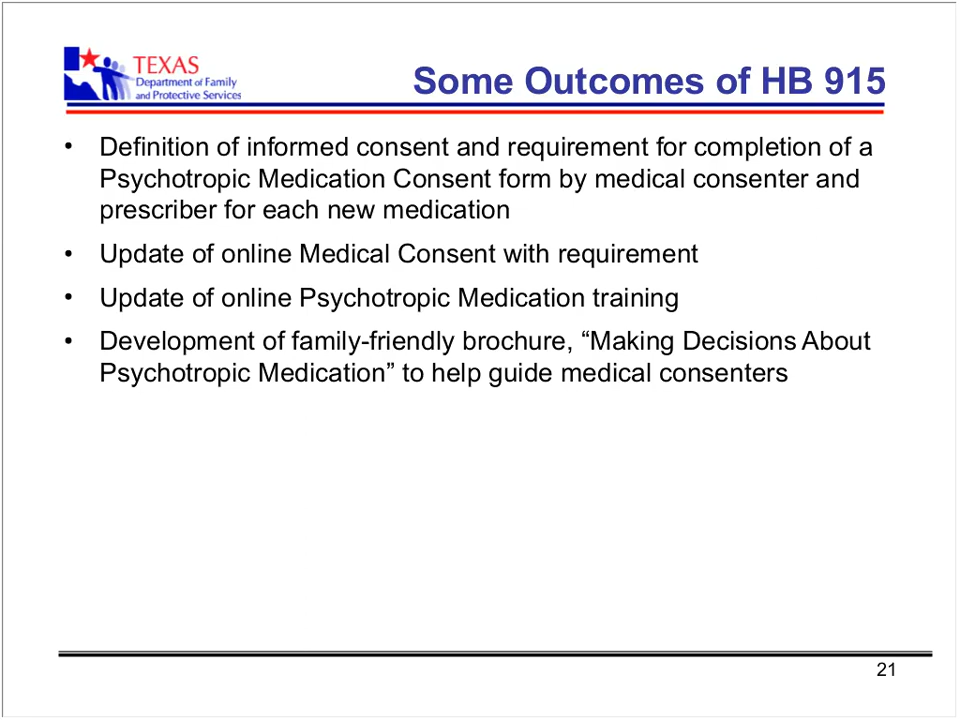 TEXAS
Department of Family
and Protective Services
Some Outcomes of HB 915
• Definition of informed consent and requirement for completion of a
Psychotropic Medication Consent form by medical consenter and
prescriber for each new medication
• Update of online Medical Consent with requirement
• Update of online Psychotropic Medication training
• Development of family-friendly brochure, “Making Decisions About
Psychotropic Medication” to help guide medical consenters
21